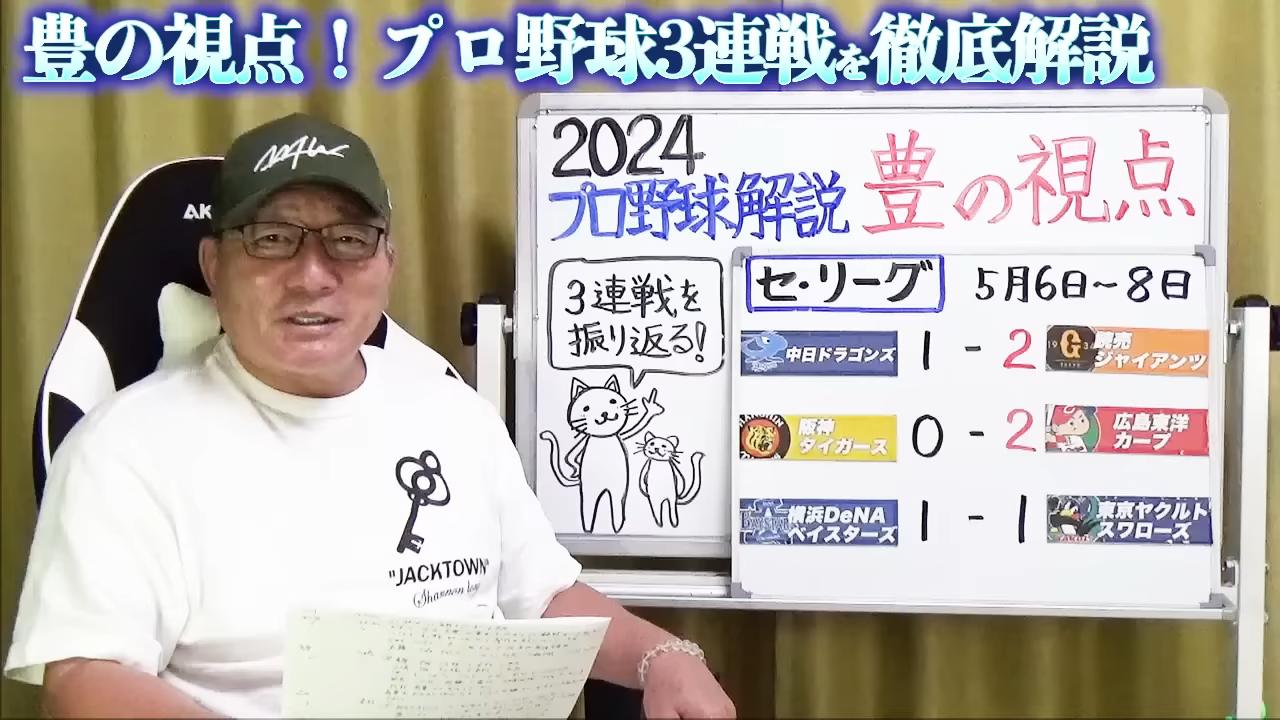 豊の視点！プロ野球3連戦を徹底解説
2024
プロ野球解説 豊の視点
3連戦を
振り返る!
セ・リーグ 5月6日~8日
中日ドラゴンズ 1 - 2 読売ジャイアンツ
阪神タイガース 0 - 2 広島東洋カープ
横浜DeNAベイスターズ 1 - 1 東京ヤクルトスワローズ
AK
"JACKTOWN"